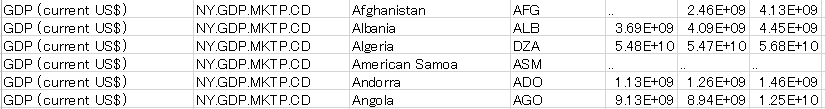 GDP (current US$) NY.GDP.MKTP.CD Afghanistan AFG .. 2.46E+09 4.13E+09
GDP (current US$) NY.GDP.MKTP.CD Albania ALB 3.69E+09 4.09E+09 4.45E+09
GDP (current US$) NY.GDP.MKTP.CD Algeria DZA 5.48E+10 5.47E+10 5.68E+10
GDP (current US$) NY.GDP.MKTP.CD American Samoa ASM .. .. ..
GDP (current US$) NY.GDP.MKTP.CD Andorra ADO 1.13E+09 1.26E+09 1.46E+09
GDP (current US$) NY.GDP.MKTP.CD Angola AGO 9.13E+09 8.94E+09 1.25E+10